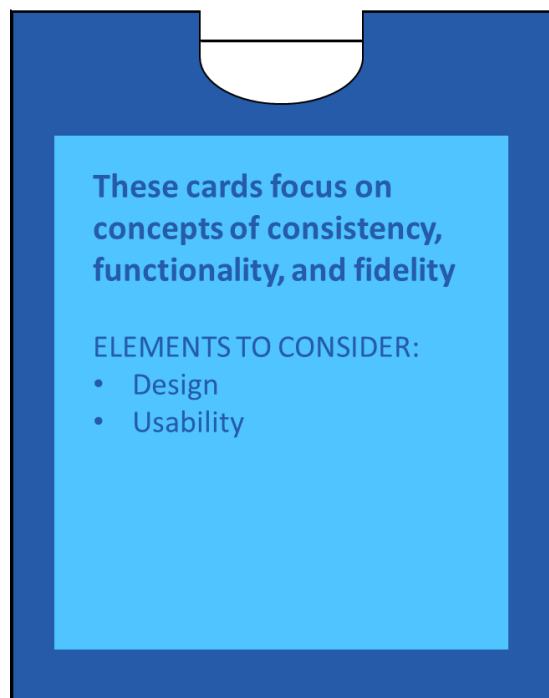 These cards focus on
concepts of consistency,
functionality, and fidelity
ELEMENTS TO CONSIDER:
• Design
• Usability